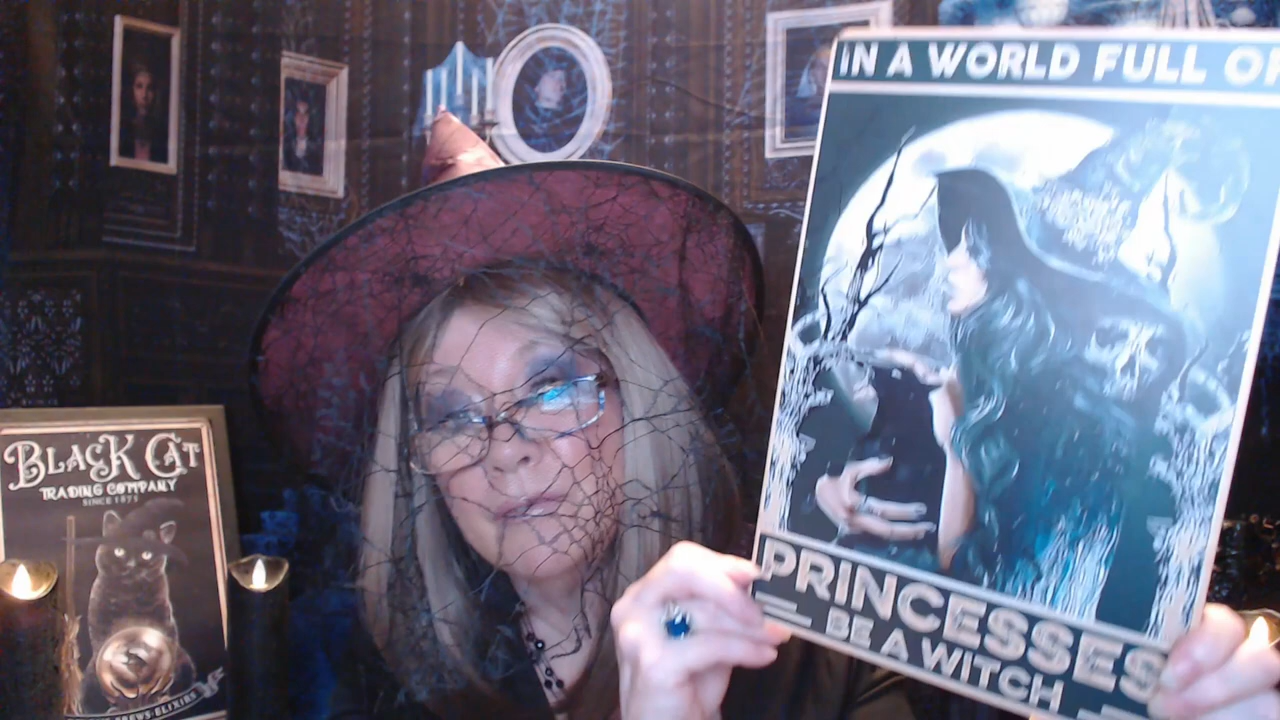 IN A WORLD FULL OF
PRINCESSES
BE A WITCH
BLACK CAT
TRADING COMPANY
SINCE 1875